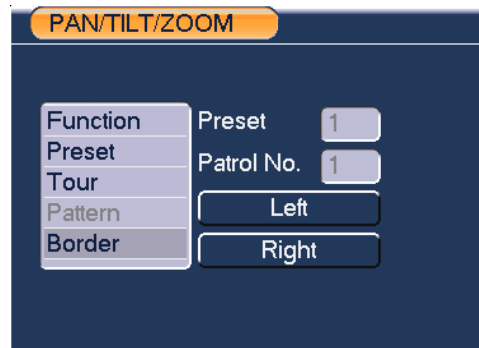 PAN/TILT/ZOOM
Function
Preset
Tour
Pattern
Border
Preset 1
Patrol No. 1
Left
Right